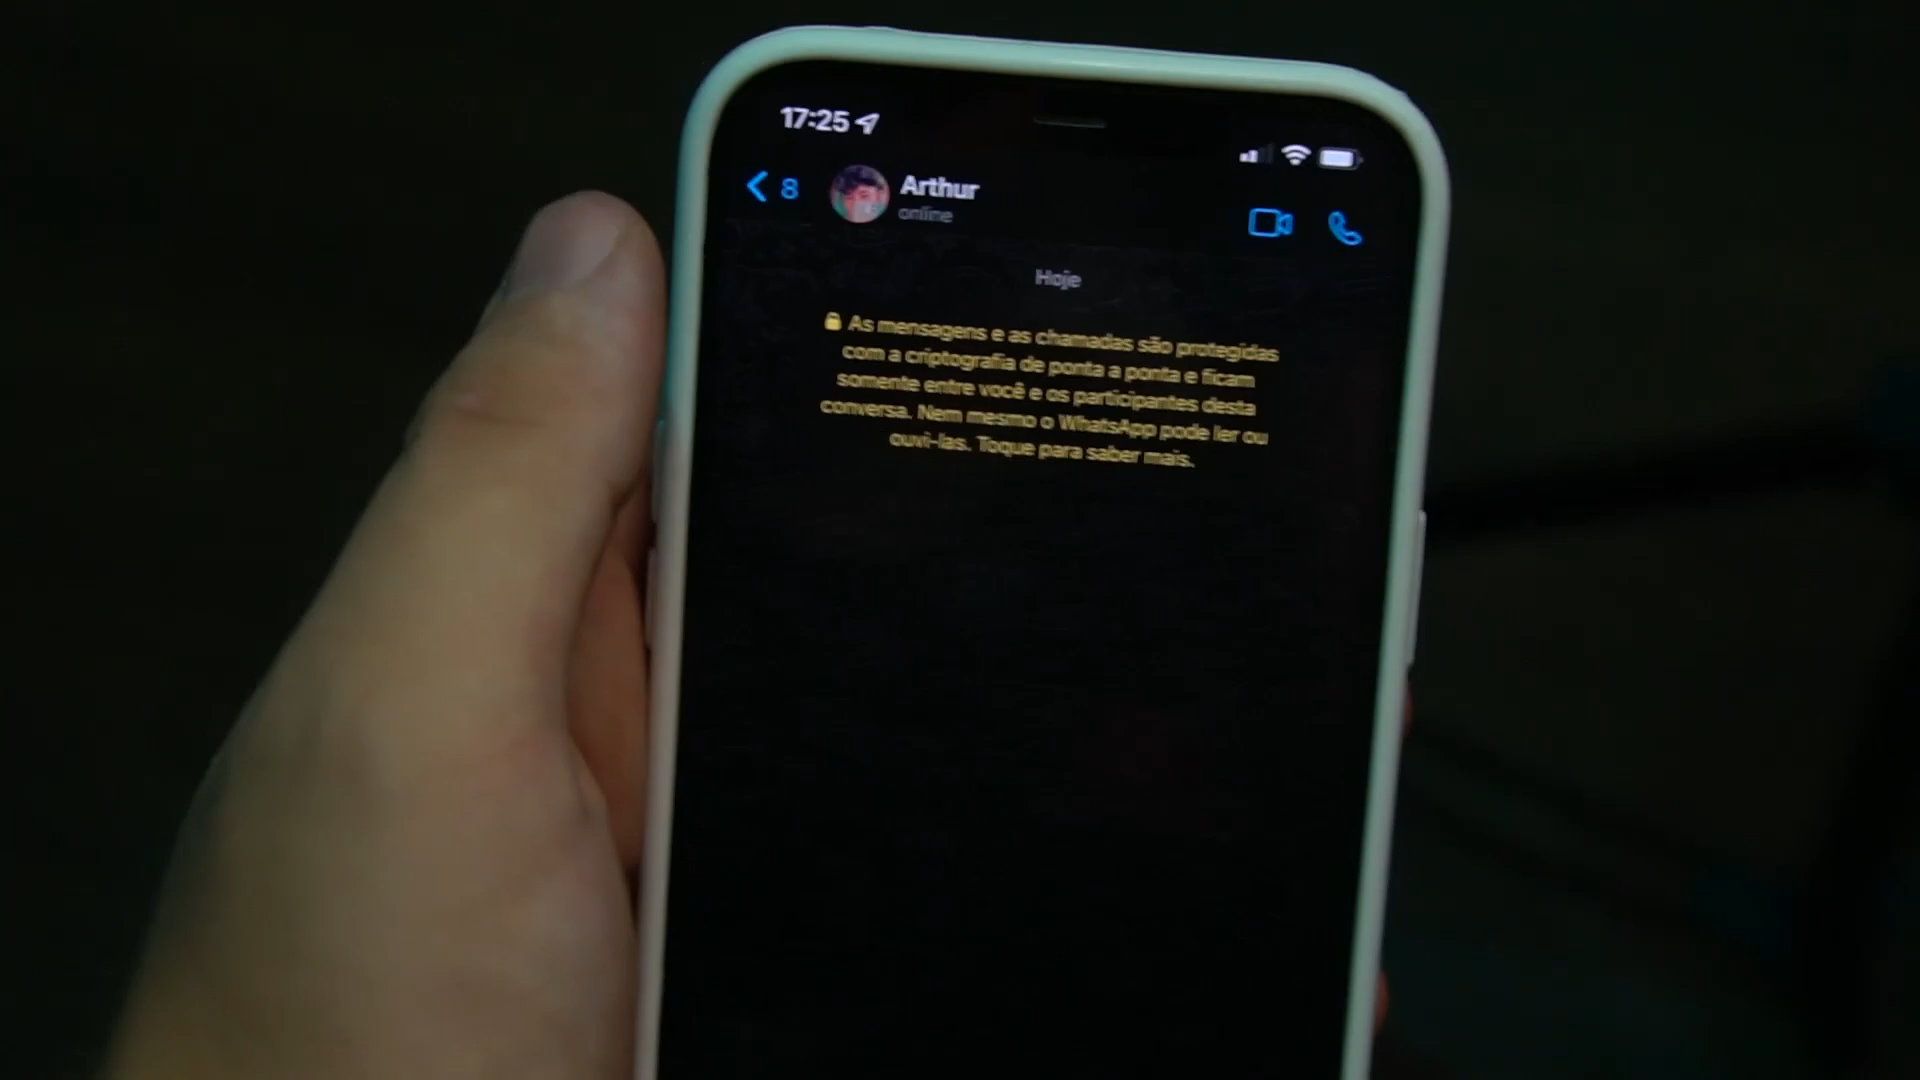 17:25
8
Arthur
online
Hoje
As mensagens e as chamadas são protegidas
com a criptografia de ponta a ponta e ficam
somente entre você e os participantes desta
conversa. Nem mesmo o WhatsApp pode ler ou
ouvi-las. Toque para saber mais.